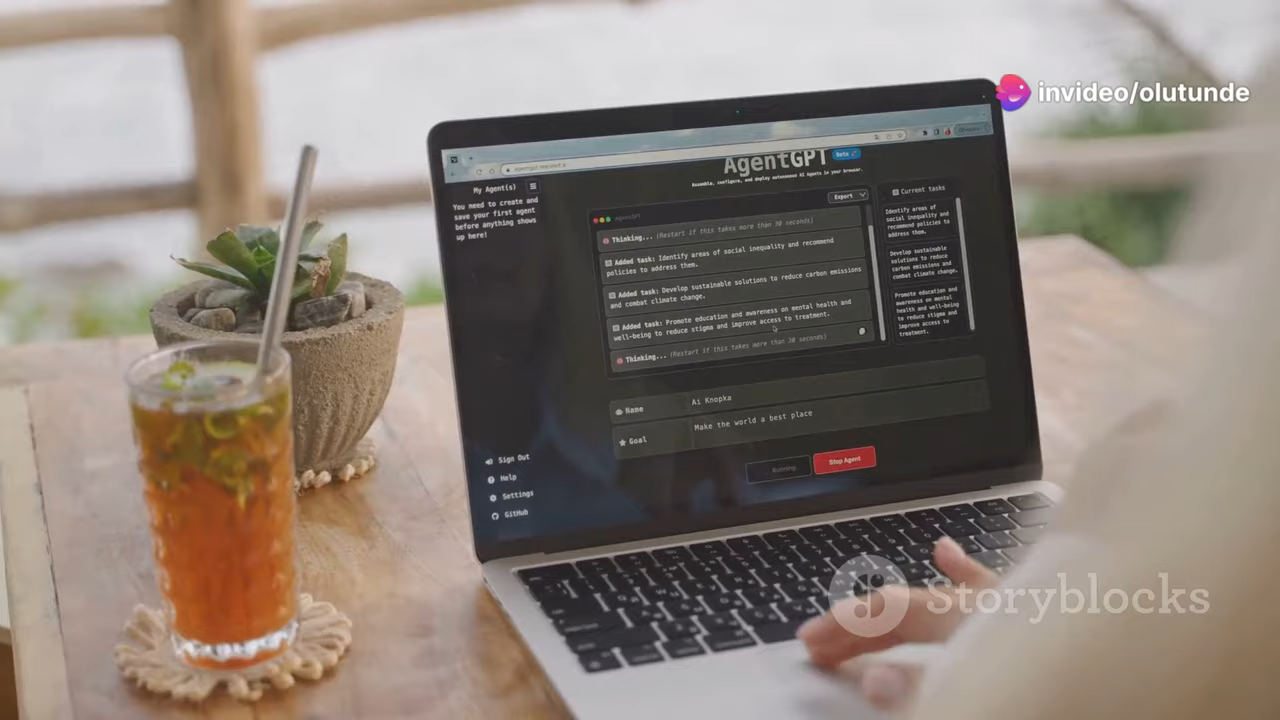 invideo/olutunde
AgentGPT
Beta
Assemble, configure, and deploy autonomous AI Agents in your browser.
My Agent(s)
You need to create and
save your first agent
before anything shows
up here!
Export
AgentGPT
Thinking... (Restart if this takes more than 30 seconds)
Added task: Identify areas of social inequality and recommend
policies to address them.
Added task: Develop sustainable solutions to reduce carbon emissions
and combat climate change.
Added task: Promote education and awareness on mental health and
well-being to reduce stigma and improve access to treatment.
Thinking... (Restart if this takes more than 30 seconds)
Current tasks
Identify areas of
social inequality and
recommend policies to
address them.
Develop sustainable
solutions to reduce
carbon emissions and
combat climate change.
Promote education and
awareness on mental
health and well-being
to reduce stigma and
improve access to
treatment.
Name
Ai Knopka
Goal
Make the world a best place
Running
Stop Agent
Sign Out
Help
Settings
GitHub
Storyblocks